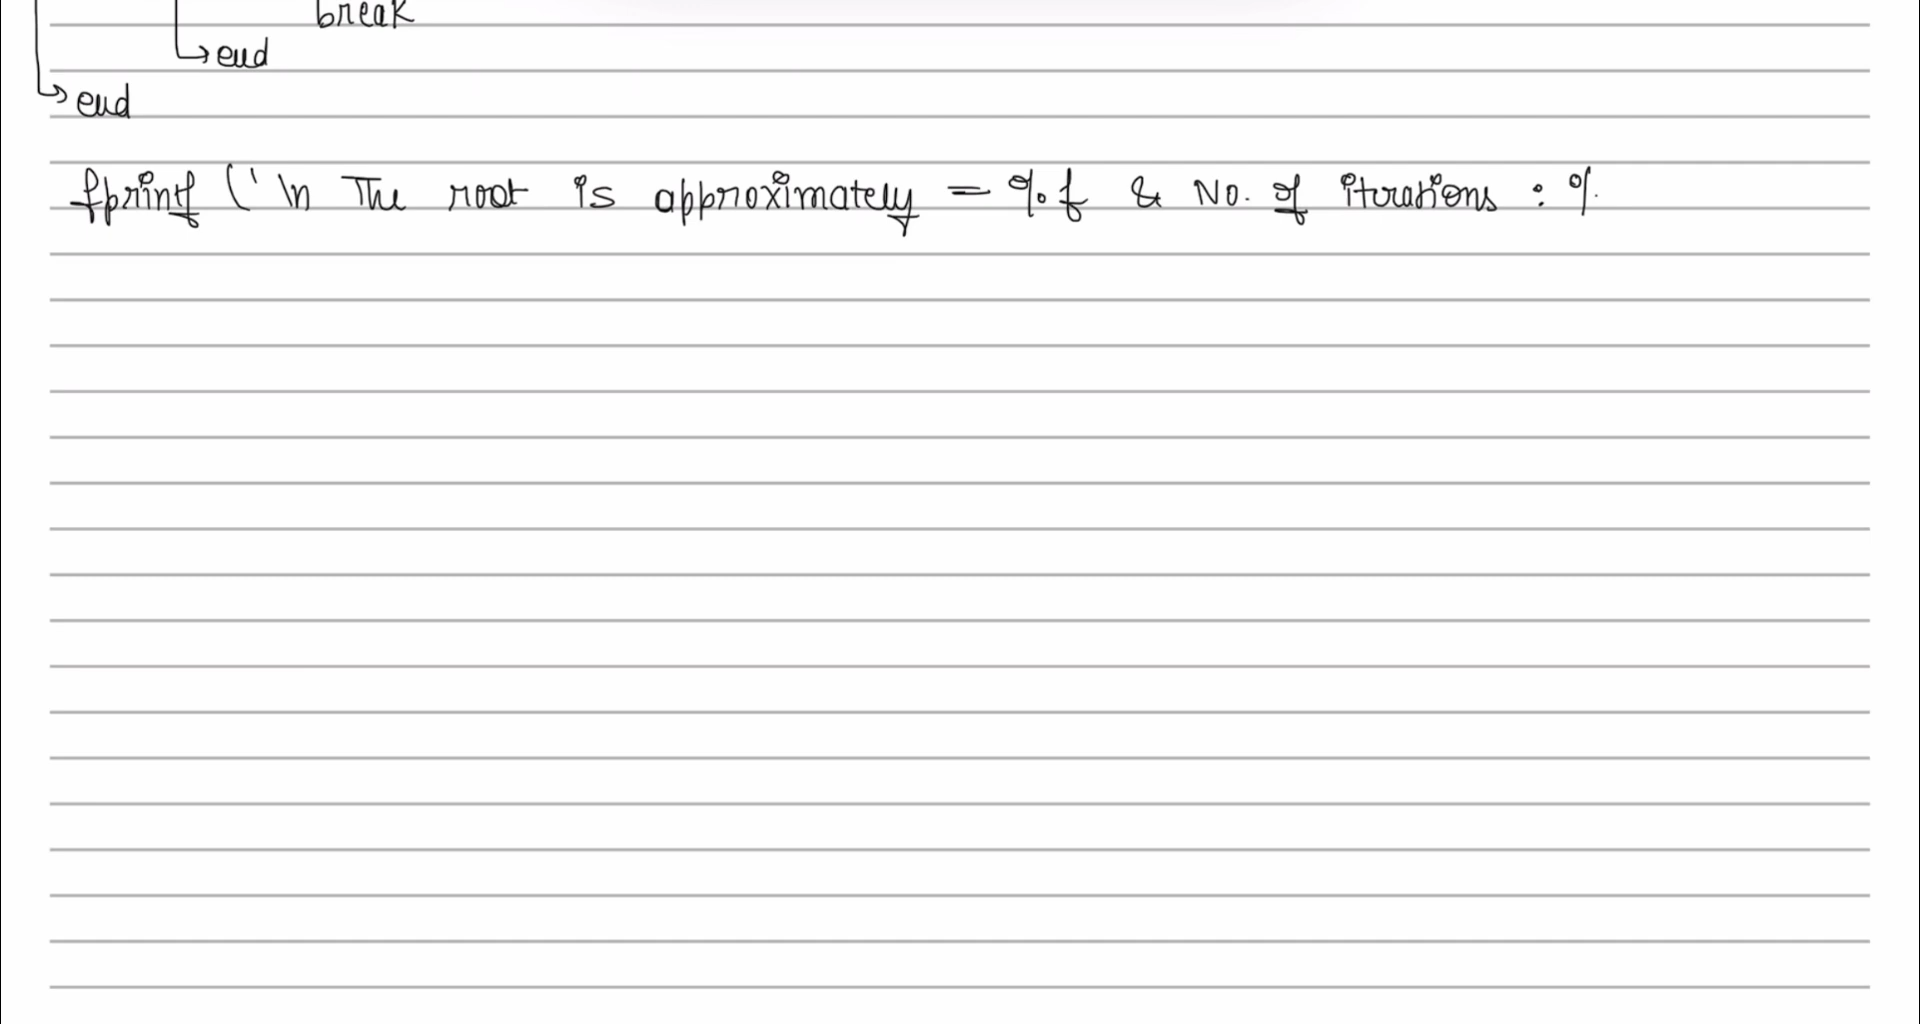 break
↳ end
↳ end
fprintf (' \n The root is approximately = %f & No. of iterations : %